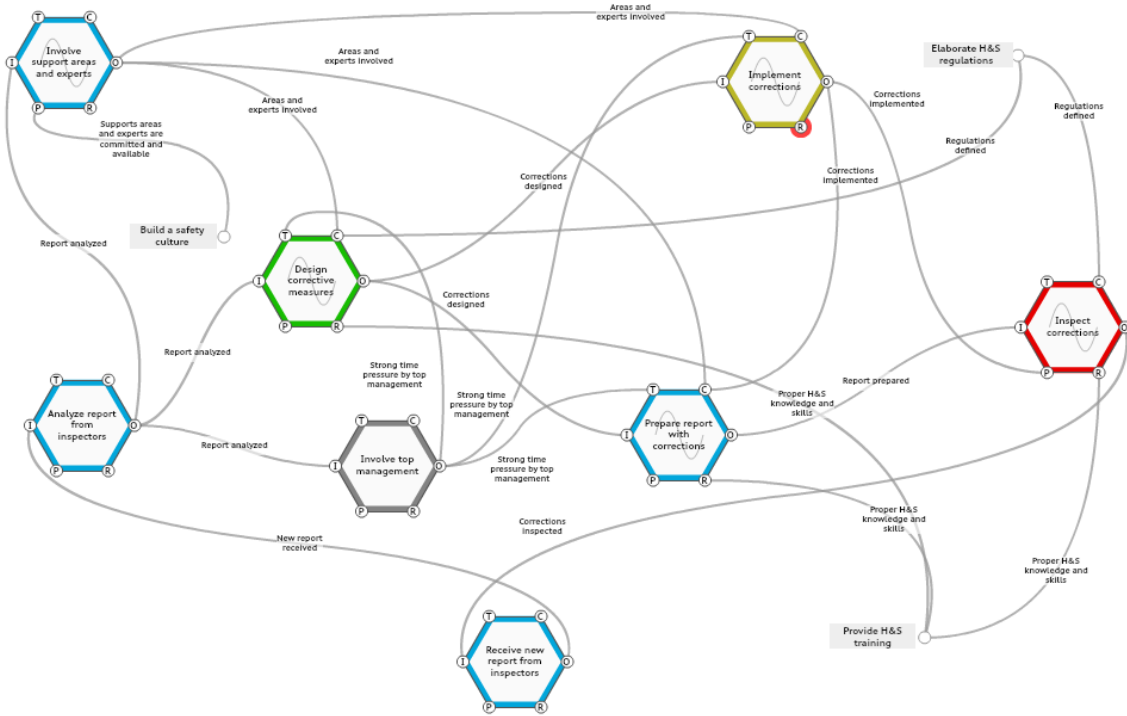 Areas and
experts involved
T
C
Involve
support areas
and experts
I
O
P
R
T
C
Implement
corrections
I
O
P
R
Elaborate H&S
regulations
Areas and
experts involved
Areas and
experts involved
Corrections
implemented
Regulations
defined
Supports areas
and experts are
committed and
available
Regulations
defined
Corrections
designed
Corrections
implemented
Build a safety
culture
Report analyzed
T
C
Design
corrective
measures
I
O
P
R
Corrections
designed
T
C
Inspect
corrections
I
O
P
R
Report analyzed
Strong time
pressure by top
management
Strong time
pressure by top
management
Report prepared
Proper H&S
knowledge and
skills
T
C
Analyze report
from
inspectors
I
O
P
R
Report analyzed
T
C
Involve top
management
I
O
P
R
Strong time
pressure by top
management
T
C
Prepare report
with
corrections
I
O
P
R
New report
received
Corrections
inspected
Proper H&S
knowledge and
skills
Proper H&S
knowledge and
skills
T
C
Receive new
report from
inspectors
I
O
P
R
Provide H&S
training